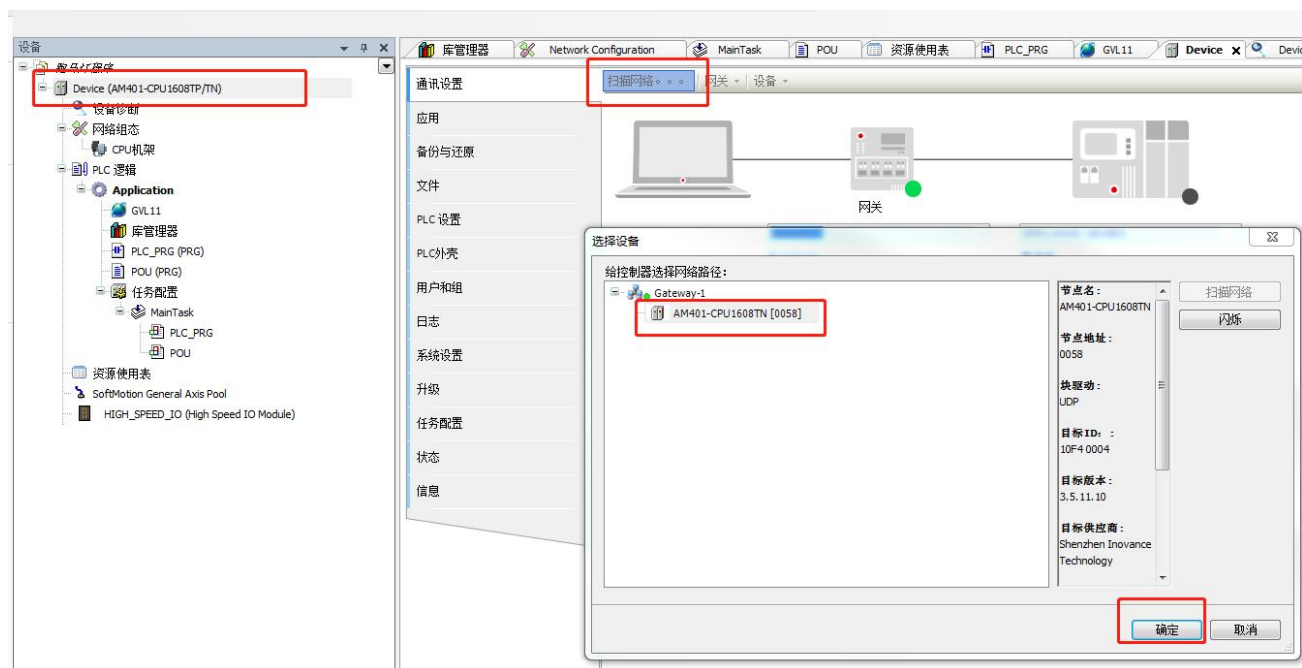 设备
跑马灯程序
Device (AM401-CPU1608TP/TN)
设备诊断
网络组态
CPU机架
PLC 逻辑
Application
GVL11
库管理器
PLC_PRG (PRG)
POU (PRG)
任务配置
MainTask
PLC_PRG
POU
资源使用表
SoftMotion General Axis Pool
HIGH_SPEED_IO (High Speed IO Module)
库管理器 Network Configuration MainTask POU 资源使用表 PLC_PRG GVL11 Device
通讯设置
应用
备份与还原
文件
PLC 设置
PLC外壳
用户和组
日志
系统设置
升级
任务配置
状态
信息
扫描网络。。。 网关 设备
网关
选择设备
给控制器选择网络路径：
Gateway-1
AM401-CPU1608TN [0058]
节点名：
AM401-CPU1608TN
节点地址：
0058
块驱动：
UDP
目标ID：：
10F4 0004
目标版本：
3.5.11.10
目标供应商：
Shenzhen Inovance
Technology
扫描网络
闪烁
确定 取消